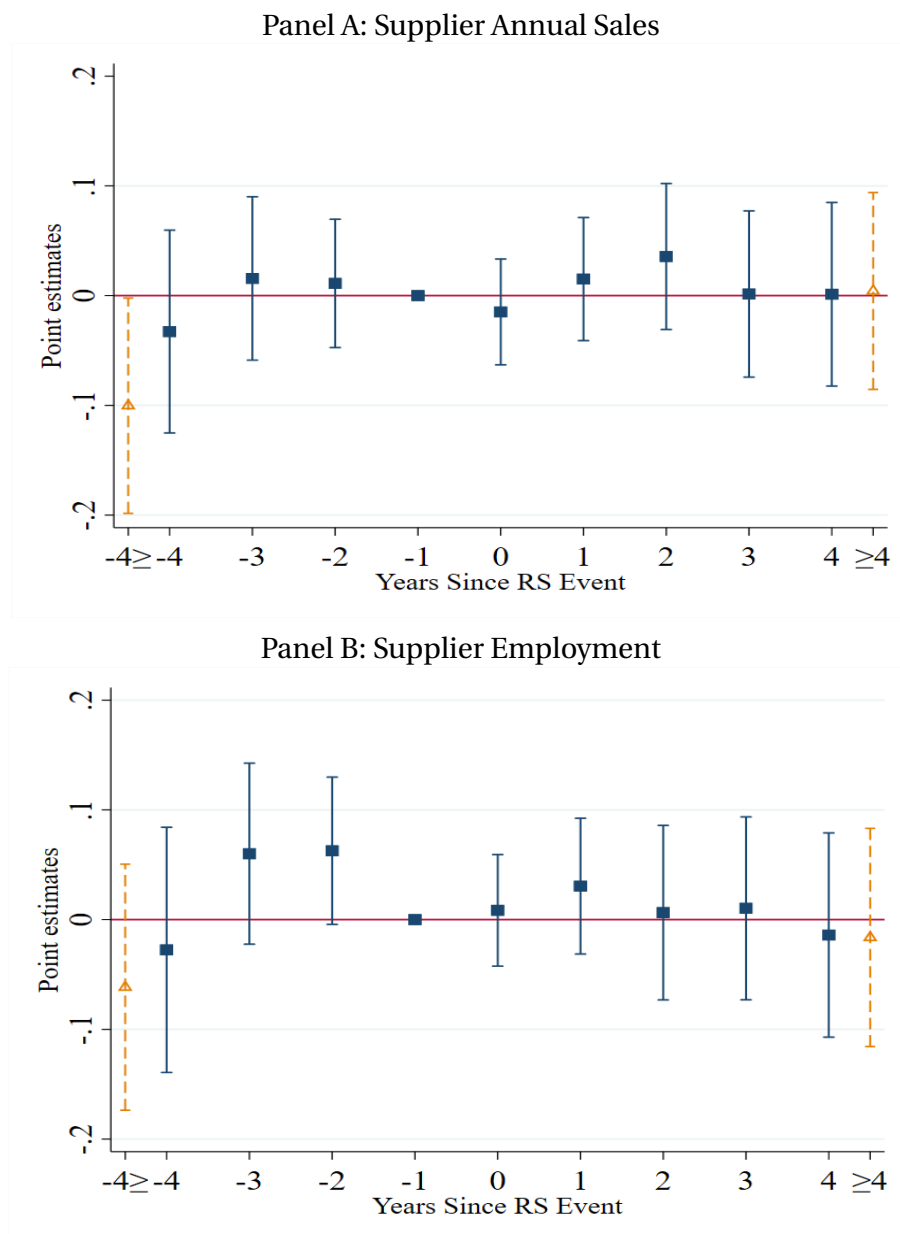 Panel A: Supplier Annual Sales
.2
.1
0
-.1
-.2
Point estimates
-4≥ -4 -3 -2 -1 0 1 2 3 4 ≥4
Years Since RS Event
Panel B: Supplier Employment
.2
.1
0
-.1
-.2
Point estimates
-4≥ -4 -3 -2 -1 0 1 2 3 4 ≥4
Years Since RS Event